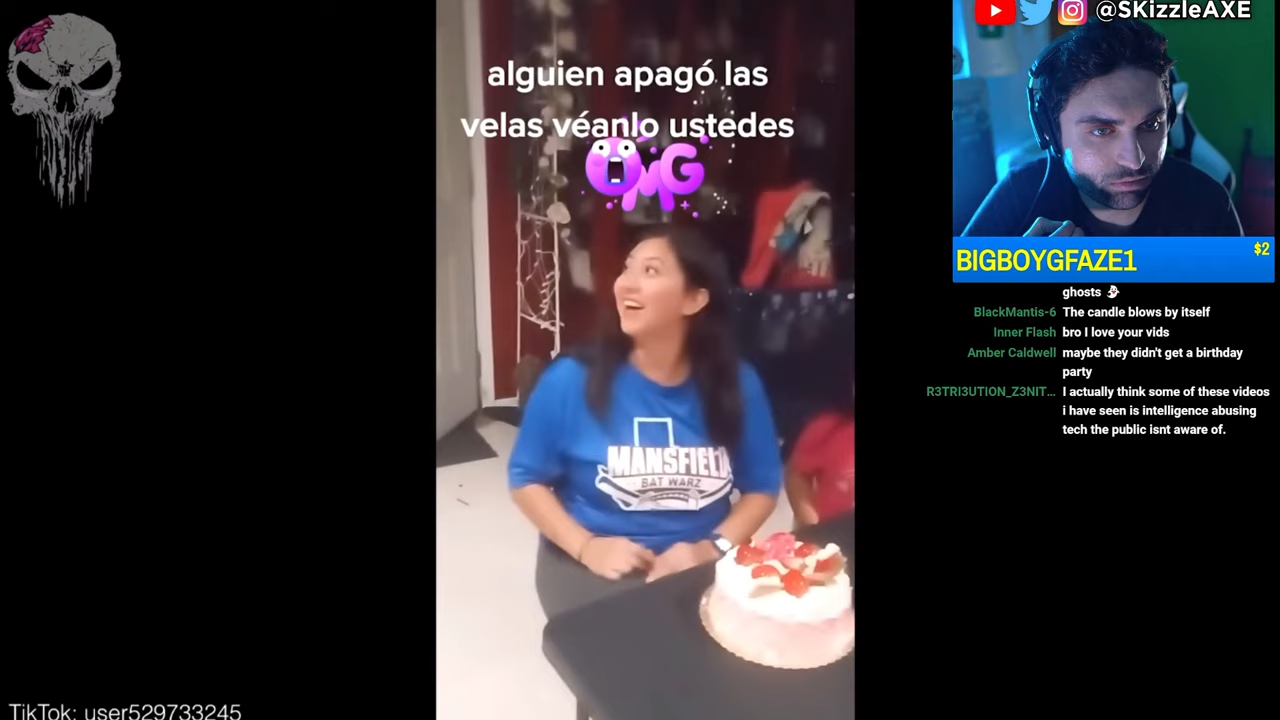 alguien apagó las
velas véanlo ustedes
OMG
MANSFIELD
BAT WARZ
TikTok: user529733245
@SKizzleAXE
BIGBOYGFAZE1
$2
ghosts 👻
BlackMantis-6 The candle blows by itself
Inner Flash bro I love your vids
Amber Caldwell maybe they didn't get a birthday
party
R3TRI3UTION_Z3NIT… I actually think some of these videos
i have seen is intelligence abusing
tech the public isnt aware of.